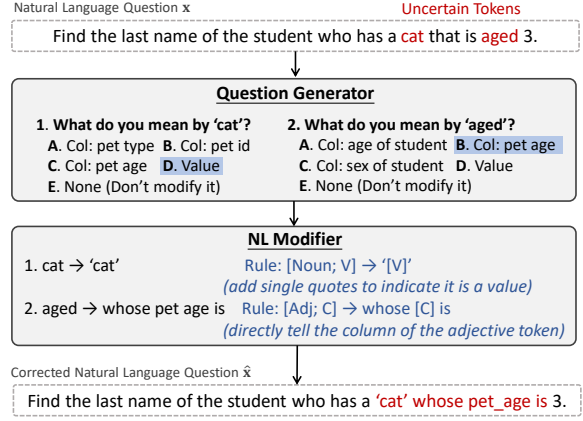 Natural Language Question x
Uncertain Tokens
Find the last name of the student who has a cat that is aged 3.
Question Generator
1. What do you mean by ‘cat’?
A. Col: pet type B. Col: pet id
C. Col: pet age D. Value
E. None (Don’t modify it)
2. What do you mean by ‘aged’?
A. Col: age of student B. Col: pet age
C. Col: sex of student D. Value
E. None (Don’t modify it)
NL Modifier
1. cat → ‘cat’ Rule: [Noun; V] → ‘[V]’
(add single quotes to indicate it is a value)
2. aged → whose pet age is Rule: [Adj; C] → whose [C] is
(directly tell the column of the adjective token)
Corrected Natural Language Question x̂
Find the last name of the student who has a ‘cat’ whose pet_age is 3.